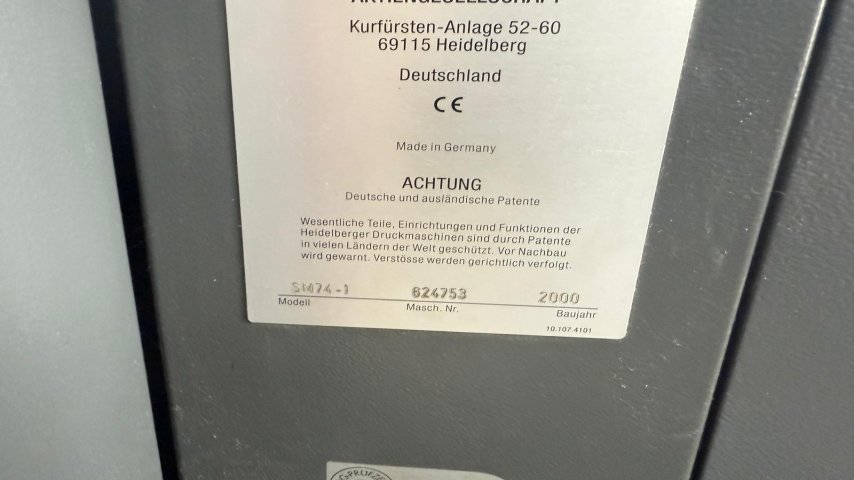 AKTIENGESELLSCHAFT
Kurfürsten-Anlage 52-60
69115 Heidelberg
Deutschland
CE
Made in Germany
ACHTUNG
Deutsche und ausländische Patente
Wesentliche Teile, Einrichtungen und Funktionen der
Heidelberger Druckmaschinen sind durch Patente
in vielen Ländern der Welt geschützt. Vor Nachbau
wird gewarnt. Verstösse werden gerichtlich verfolgt.
SM74-1 624753 2000
Modell Masch. Nr. Baujahr
10.107.4101